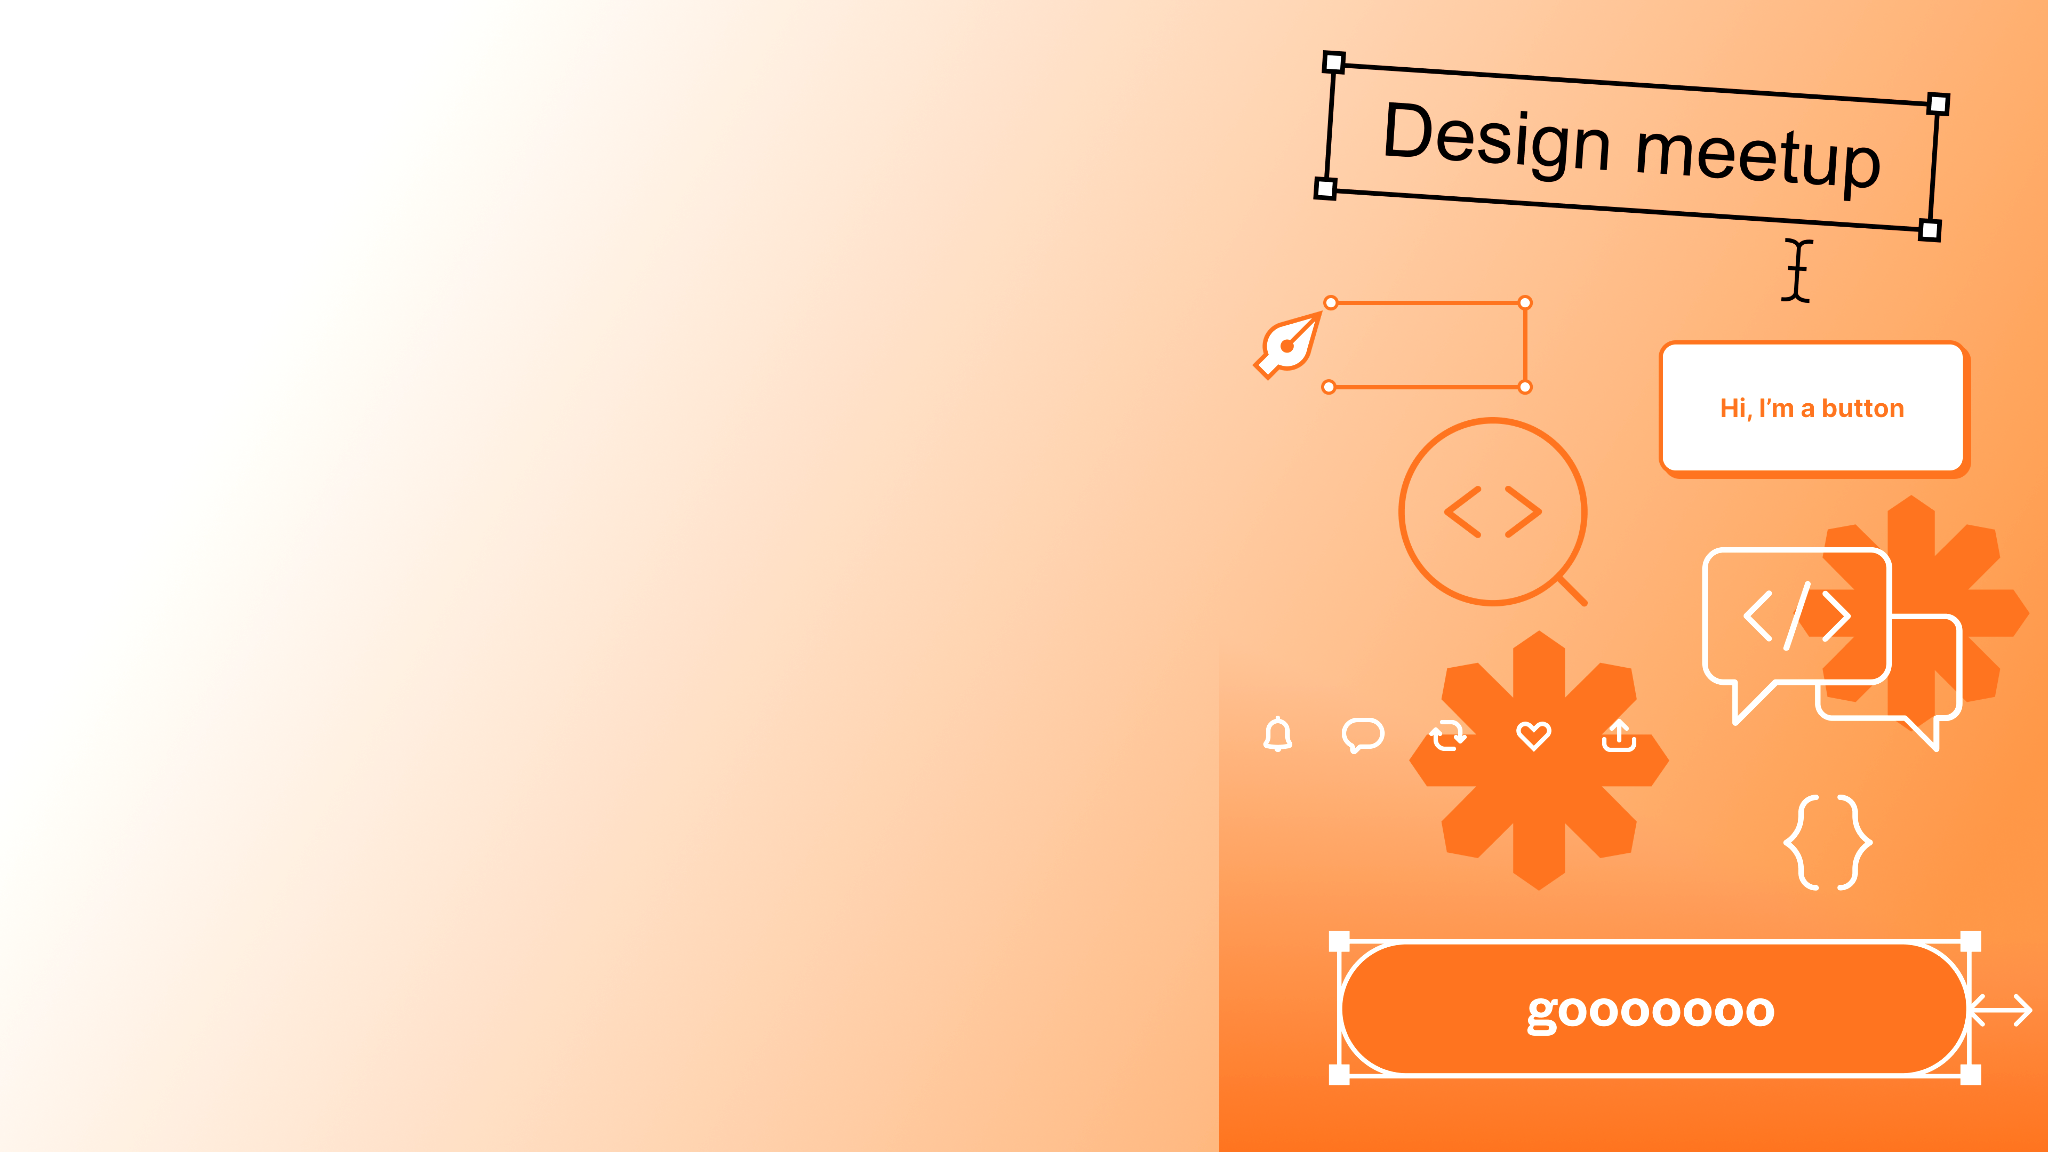 Design meetup
Hi, I'm a button
< >
</>
{ }
gooooooo